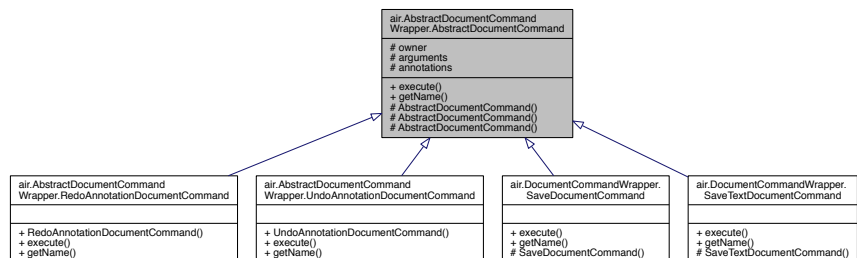 air.AbstractDocumentCommand
Wrapper.AbstractDocumentCommand
# owner
# arguments
# annotations
+ execute()
+ getName()
# AbstractDocumentCommand()
# AbstractDocumentCommand()
# AbstractDocumentCommand()
air.AbstractDocumentCommand
Wrapper.RedoAnnotationDocumentCommand
+ RedoAnnotationDocumentCommand()
+ execute()
+ getName()
air.AbstractDocumentCommand
Wrapper.UndoAnnotationDocumentCommand
+ UndoAnnotationDocumentCommand()
+ execute()
+ getName()
air.DocumentCommandWrapper.
SaveDocumentCommand
+ execute()
+ getName()
# SaveDocumentCommand()
air.DocumentCommandWrapper.
SaveTextDocumentCommand
+ execute()
+ getName()
# SaveTextDocumentCommand()